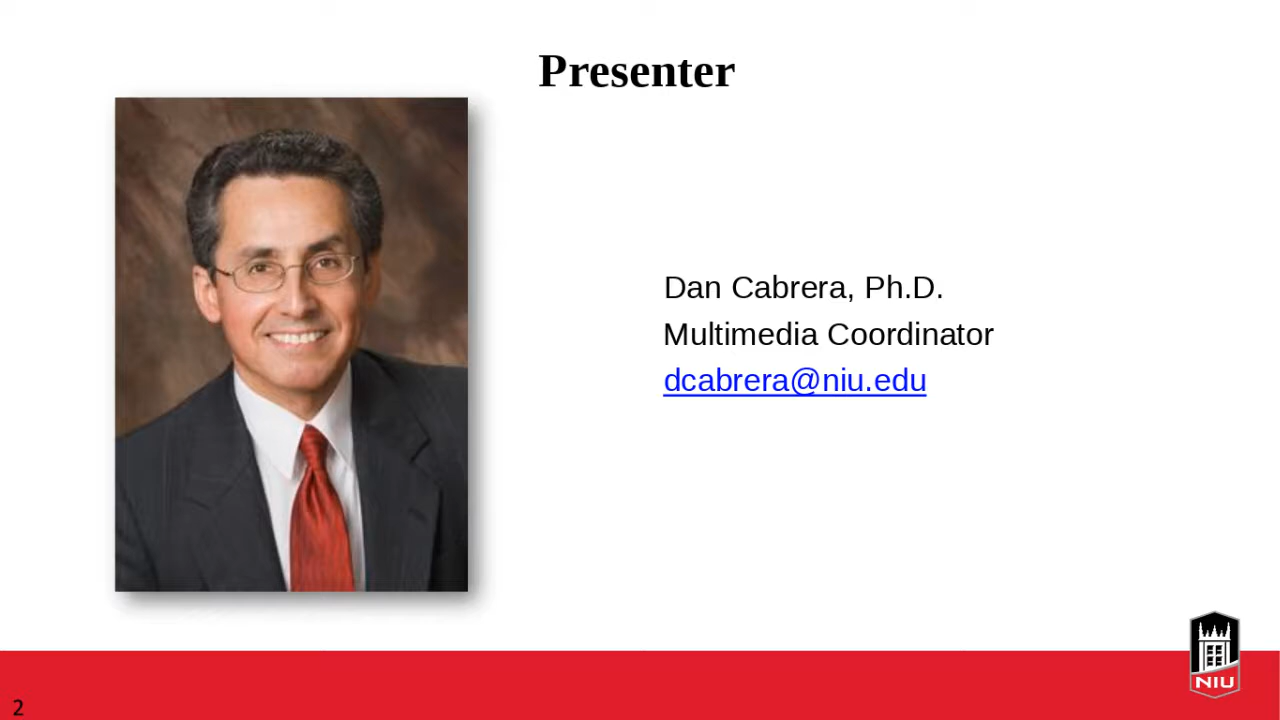 Presenter
Dan Cabrera, Ph.D.
Multimedia Coordinator
dcabrera@niu.edu
NIU
2